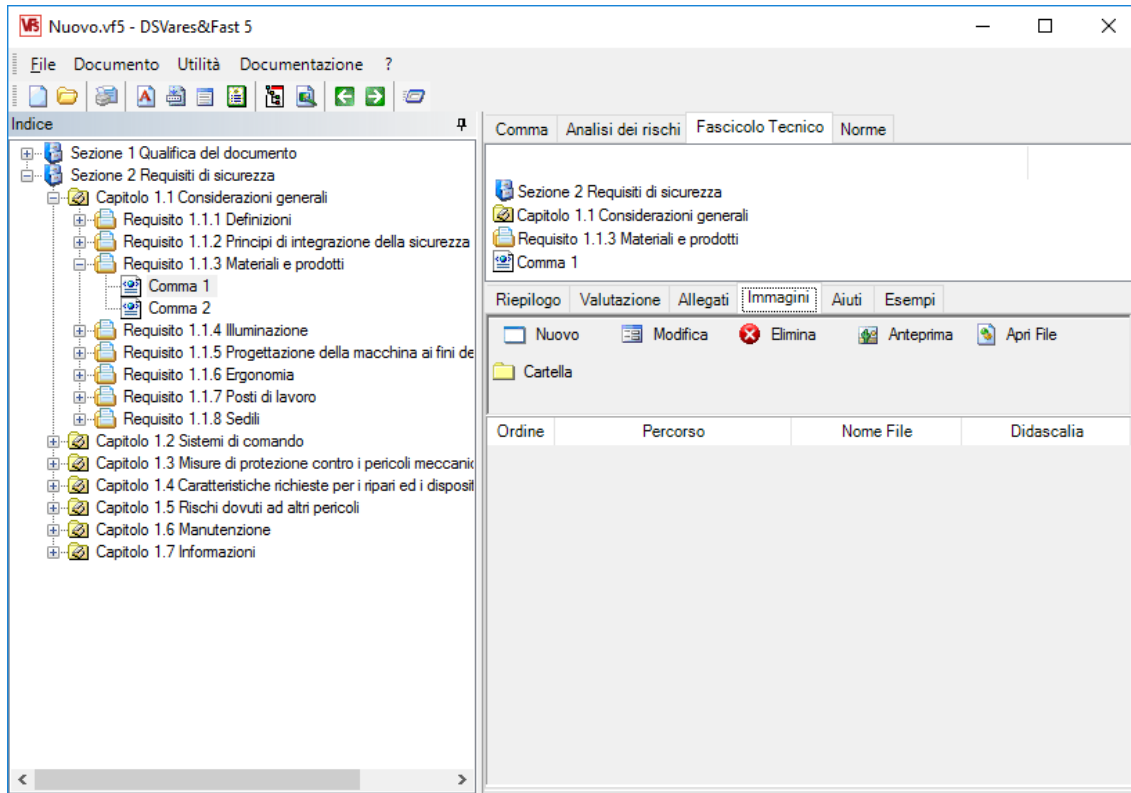 VFs Nuovo.vf5 - DSVares&Fast 5
File Documento Utilità Documentazione ?
Indice
Sezione 1 Qualifica del documento
Sezione 2 Requisiti di sicurezza
Capitolo 1.1 Considerazioni generali
Requisito 1.1.1 Definizioni
Requisito 1.1.2 Principi di integrazione della sicurezza
Requisito 1.1.3 Materiali e prodotti
Comma 1
Comma 2
Requisito 1.1.4 Illuminazione
Requisito 1.1.5 Progettazione della macchina ai fini de
Requisito 1.1.6 Ergonomia
Requisito 1.1.7 Posti di lavoro
Requisito 1.1.8 Sedili
Capitolo 1.2 Sistemi di comando
Capitolo 1.3 Misure di protezione contro i pericoli meccanic
Capitolo 1.4 Caratteristiche richieste per i ripari ed i disposit
Capitolo 1.5 Rischi dovuti ad altri pericoli
Capitolo 1.6 Manutenzione
Capitolo 1.7 Informazioni
Comma Analisi dei rischi Fascicolo Tecnico Norme
Sezione 2 Requisiti di sicurezza
Capitolo 1.1 Considerazioni generali
Requisito 1.1.3 Materiali e prodotti
Comma 1
Riepilogo Valutazione Allegati Immagini Aiuti Esempi
Nuovo Modifica Elimina Anteprima Apri File
Cartella
Ordine Percorso Nome File Didascalia